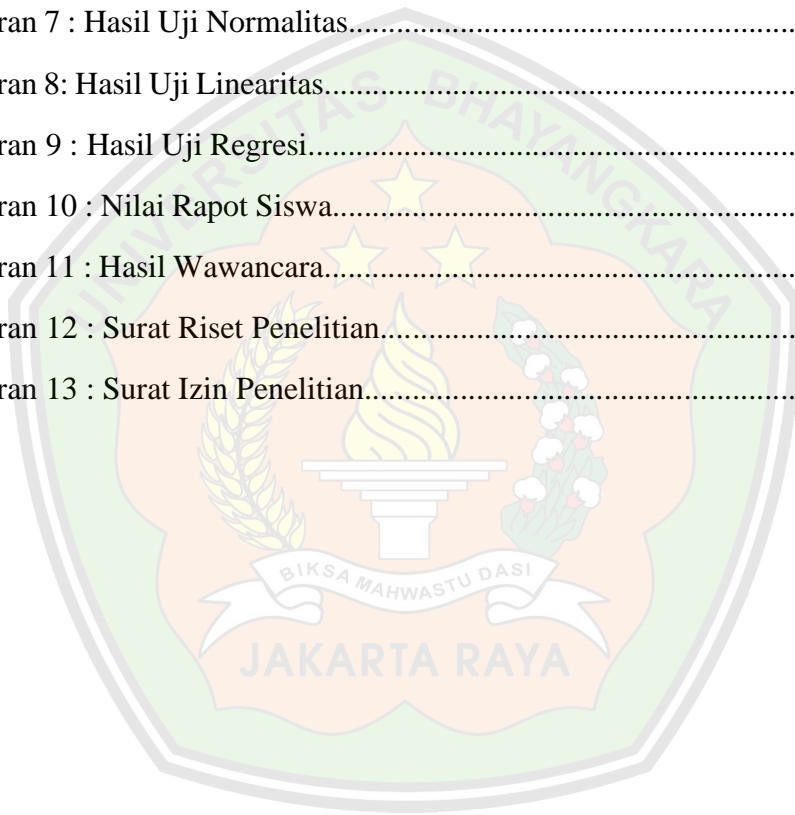 ran 7 : Hasil Uji Normalitas..........................................................
ran 8: Hasil Uji Linearitas.............................................................
ran 9 : Hasil Uji Regresi................................................................
ran 10 : Nilai Rapot Siswa............................................................
ran 11 : Hasil Wawancara.............................................................
ran 12 : Surat Riset Penelitian.....................................................
ran 13 : Surat Izin Penelitian........................................................
UNIVERSITAS BHAYANGKARA
BIKSA MAHWASTU DASI
JAKARTA RAYA